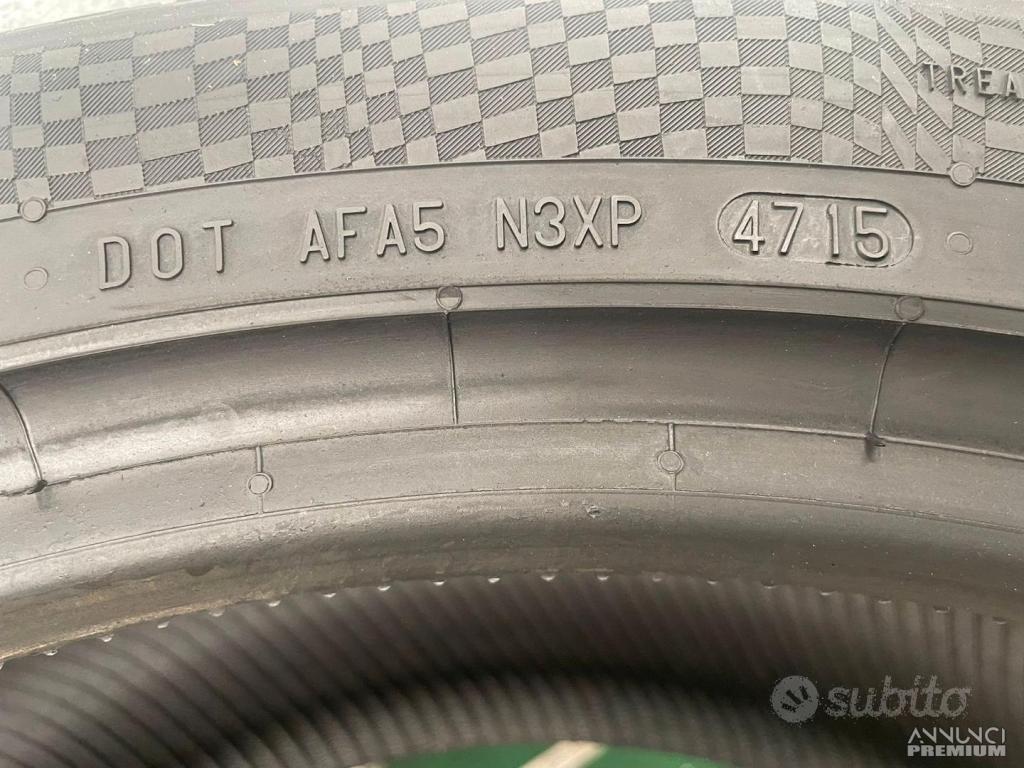 TREA
DOT AFA5 N3XP 4715
subito
ANNUNCI
PREMIUM